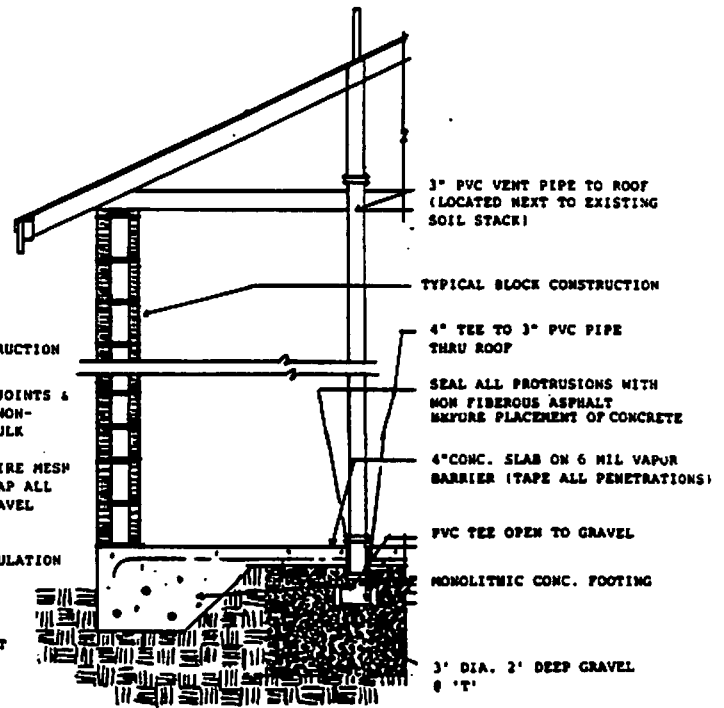 3" PVC VENT PIPE TO ROOF
(LOCATED NEXT TO EXISTING
SOIL STACK)
TYPICAL BLOCK CONSTRUCTION
4" TEE TO 3" PVC PIPE
THRU ROOF
SEAL ALL PROTRUSIONS WITH
NON FIBEROUS ASPHALT
BEFORE PLACEMENT OF CONCRETE
4"CONC. SLAB ON 6 MIL VAPOR
BARRIER (TAPE ALL PENETRATIONS)
PVC TEE OPEN TO GRAVEL
MONOLITHIC CONC. FOOTING
3' DIA. 2' DEEP GRAVEL
@ 'T'
RUCTION
JOINTS &
NON-
ULK
IRE MESH
AP ALL
AVEL
ULATION
T